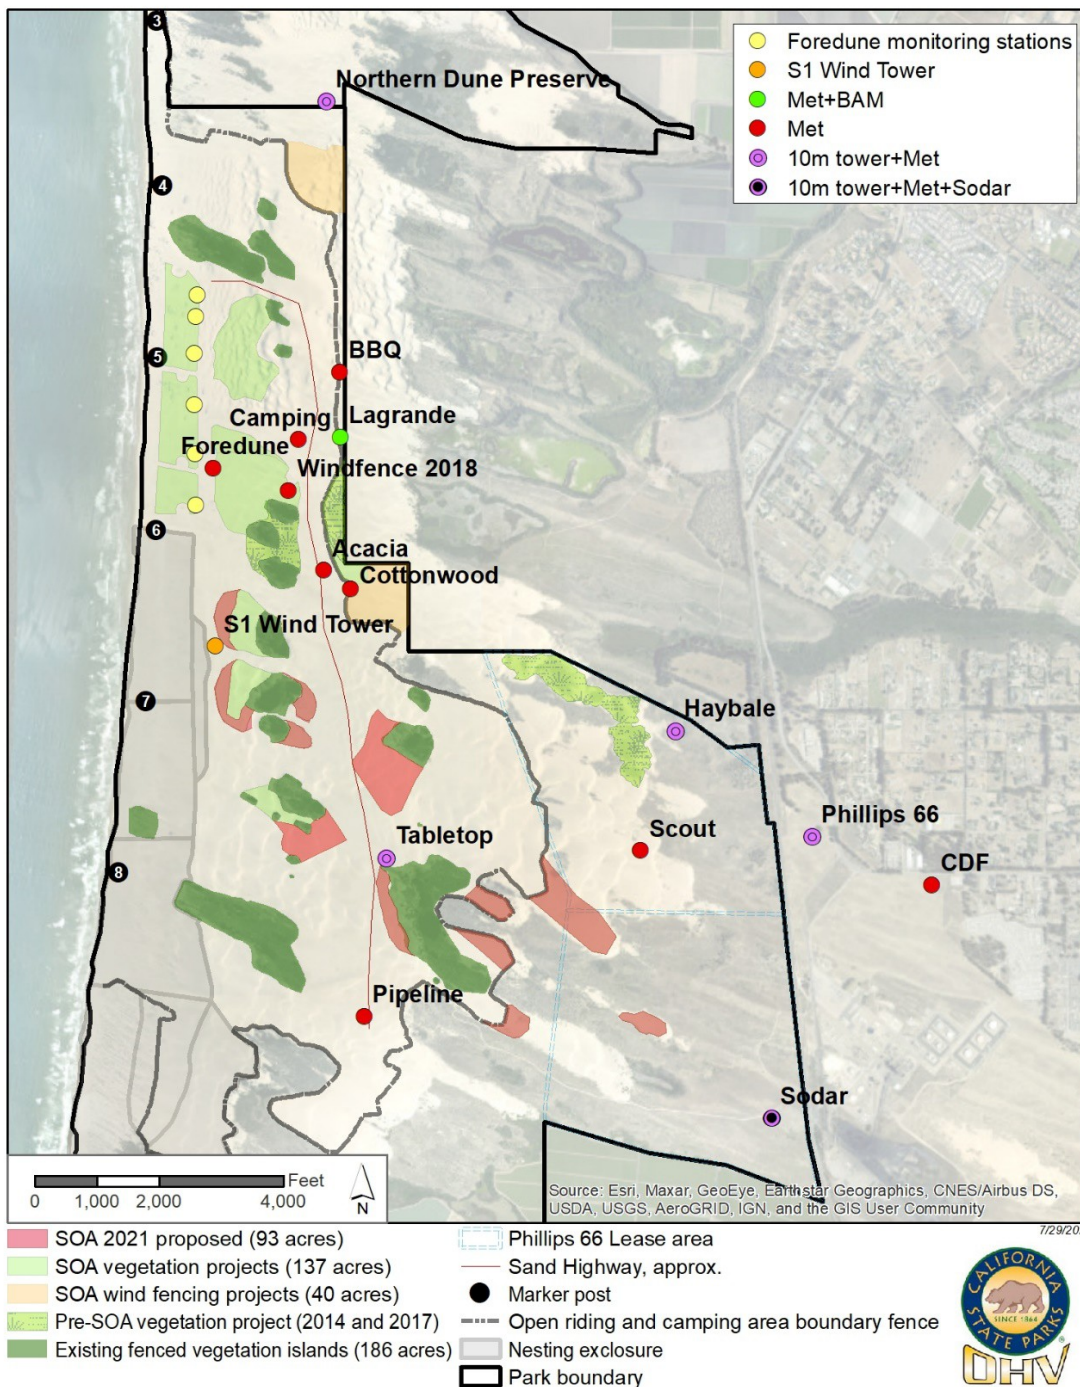 3
Foredune monitoring stations
S1 Wind Tower
Met+BAM
Met
10m tower+Met
10m tower+Met+Sodar
Northern Dune Preserve
4
5
BBQ
Lagrande
Camping
Foredune
Windfence 2018
6
Acacia
Cottonwood
S1 Wind Tower
7
Haybale
Phillips 66
Tabletop
Scout
8
CDF
Pipeline
Sodar
Feet
0 1,000 2,000 4,000
N
Source: Esri, Maxar, GeoEye, Earthstar Geographics, CNES/Airbus DS,
USDA, USGS, AeroGRID, IGN, and the GIS User Community
7/29/20
SOA 2021 proposed (93 acres)
SOA vegetation projects (137 acres)
SOA wind fencing projects (40 acres)
Pre-SOA vegetation project (2014 and 2017)
Existing fenced vegetation islands (186 acres)
Phillips 66 Lease area
Sand Highway, approx.
Marker post
Open riding and camping area boundary fence
Nesting exclosure
Park boundary
CALIFORNIA
SINCE 1864
STATE PARKS
OHV